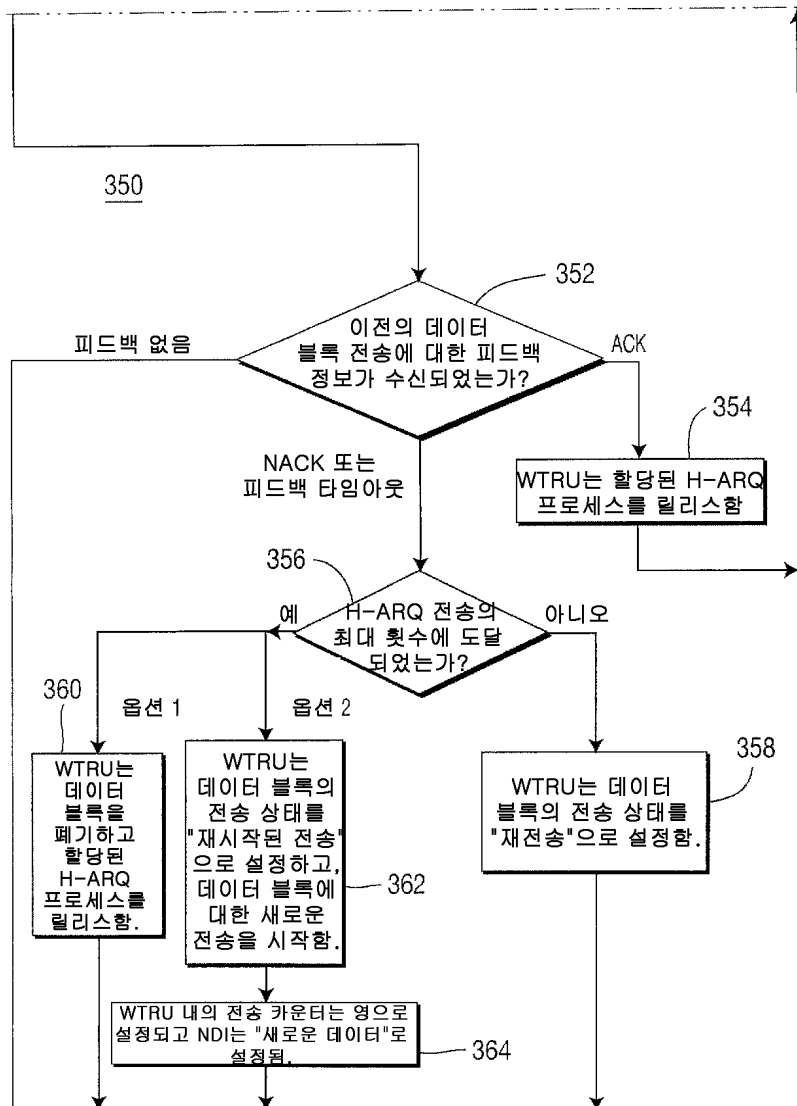 350
352
이전의 데이터
블록 전송에 대한 피드백
정보가 수신되었는가?
피드백 없음
ACK
354
WTRU는 할당된 H-ARQ
프로세스를 릴리스함
NACK 또는
피드백 타임아웃
356
H-ARQ 전송의
최대 횟수에 도달
되었는가?
예
아니오
옵션 1
옵션 2
360
WTRU는
데이터
블록을
폐기하고
할당된
H-ARQ
프로세스를
릴리스함.
WTRU는
데이터 블록의
전송 상태를
"재시작된 전송"
으로 설정하고,
데이터 블록에
대한 새로운
전송을 시작함.
362
358
WTRU는 데이터
블록의 전송 상태를
"재전송"으로 설정함.
WTRU 내의 전송 카운터는 영으로
설정되고 NDI는 "새로운 데이터"로
설정됨.
364